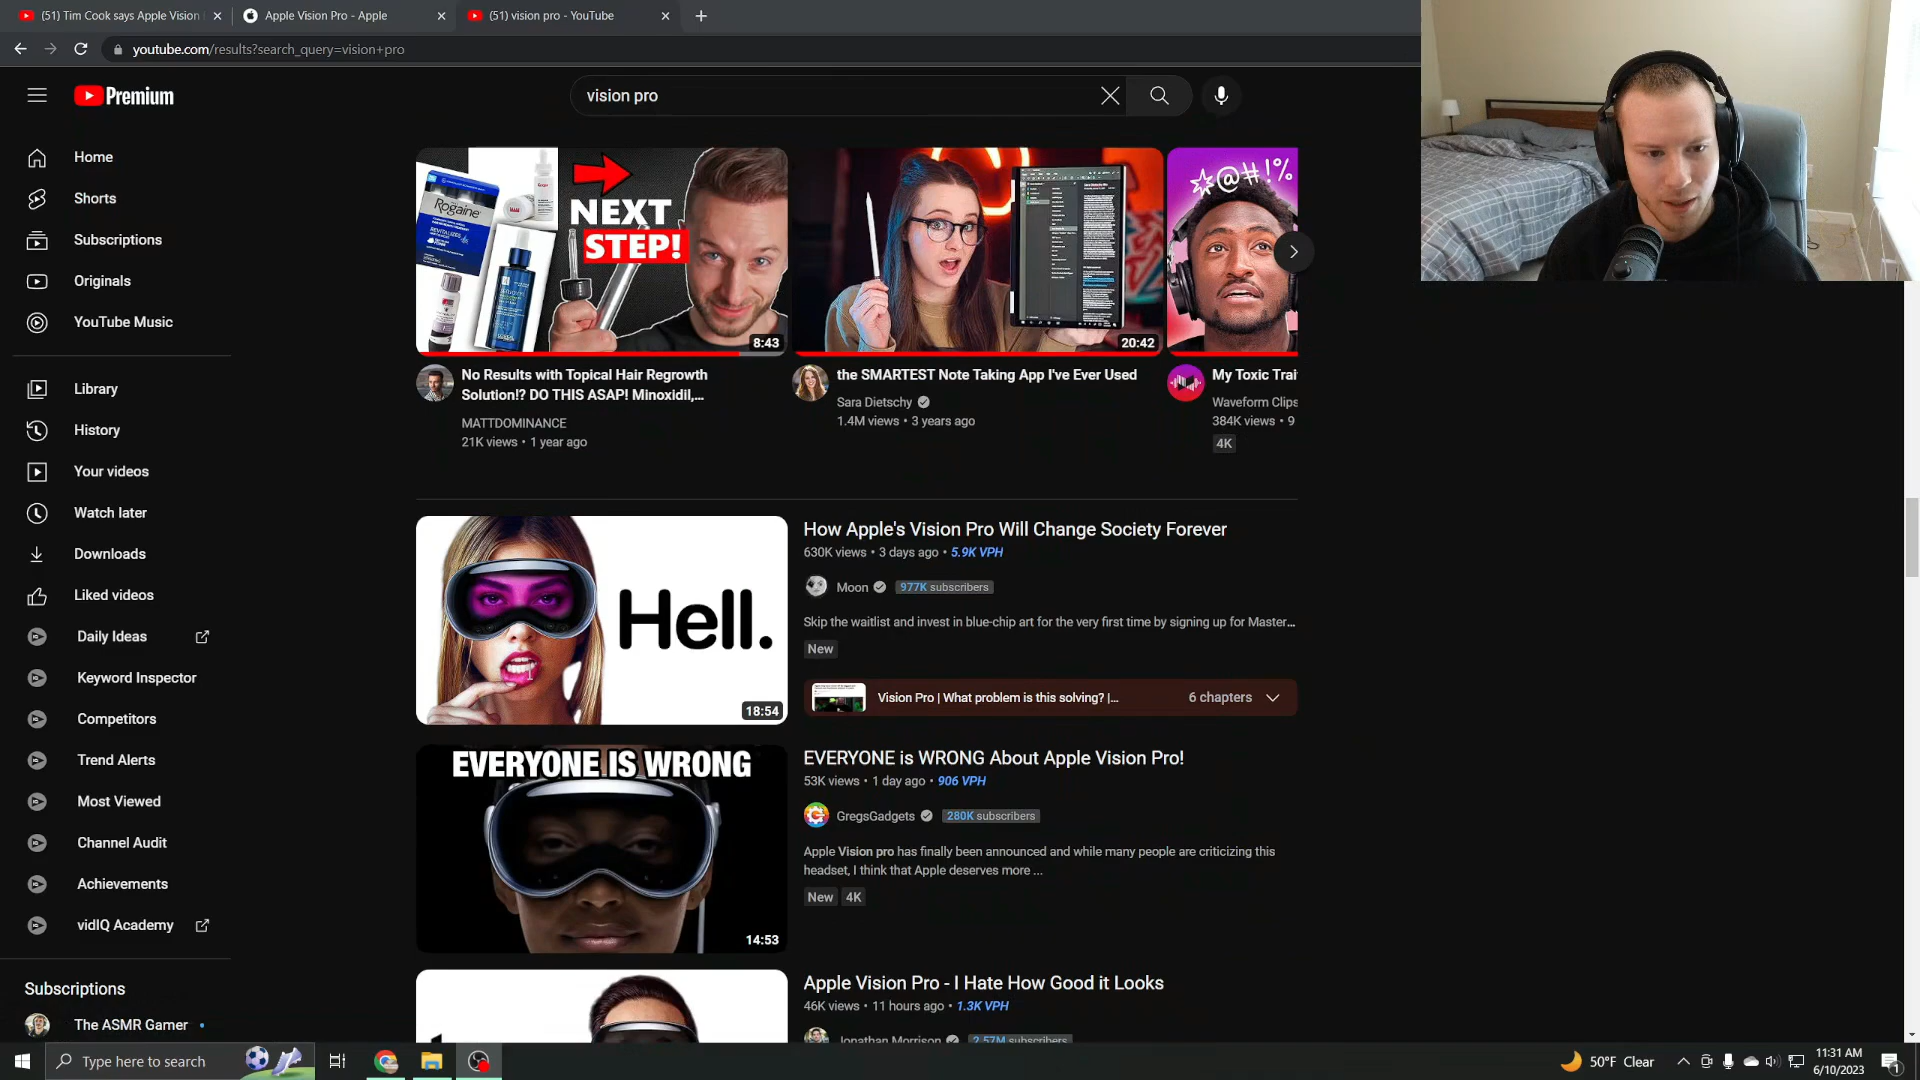 (51) Tim Cook says Apple Vision
Apple Vision Pro - Apple
(51) vision pro - YouTube
youtube.com/results?search_query=vision+pro
Premium
vision pro
Home
Shorts
Subscriptions
Originals
YouTube Music
Library
History
Your videos
Watch later
Downloads
Liked videos
Daily Ideas
Keyword Inspector
Competitors
Trend Alerts
Most Viewed
Channel Audit
Achievements
vidIQ Academy
Subscriptions
The ASMR Gamer
Rogaine
NEXT
STEP!
8:43
No Results with Topical Hair Regrowth
Solution!? DO THIS ASAP! Minoxidil,...
MATTDOMINANCE
21K views • 1 year ago
20:42
the SMARTEST Note Taking App I've Ever Used
Sara Dietschy
1.4M views • 3 years ago
*@#!%
My Toxic Trai
Waveform Clips
384K views • 9
4K
Hell.
18:54
How Apple's Vision Pro Will Change Society Forever
630K views • 3 days ago • 5.9K VPH
Moon 977K subscribers
Skip the waitlist and invest in blue-chip art for the very first time by signing up for Master...
New
Vision Pro | What problem is this solving? |... 6 chapters
EVERYONE IS WRONG
14:53
EVERYONE is WRONG About Apple Vision Pro!
53K views • 1 day ago • 906 VPH
GregsGadgets 280K subscribers
Apple Vision pro has finally been announced and while many people are criticizing this
headset, I think that Apple deserves more ...
New 4K
Apple Vision Pro - I Hate How Good it Looks
46K views • 11 hours ago • 1.3K VPH
Jonathan Morrison 2.57M subscribers
Type here to search
50°F Clear
11:31 AM
6/10/2023
1